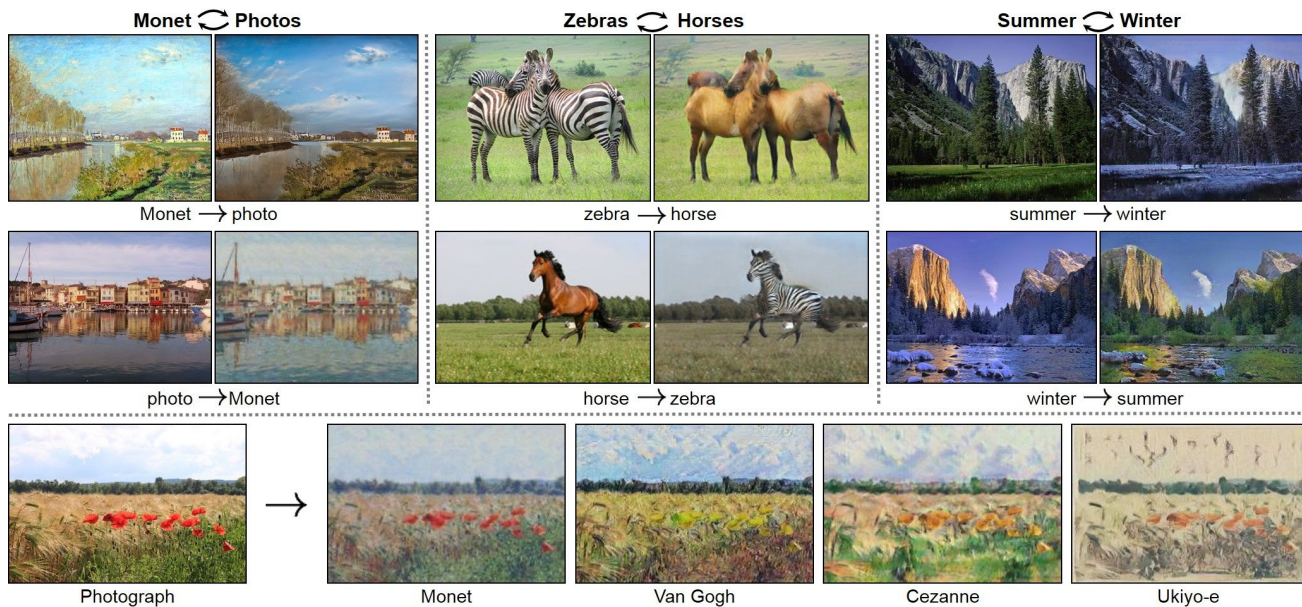 Monet Photos
Zebras Horses
Summer Winter
Monet → photo
zebra → horse
summer → winter
photo → Monet
horse → zebra
winter → summer
Photograph
Monet
Van Gogh
Cezanne
Ukiyo-e